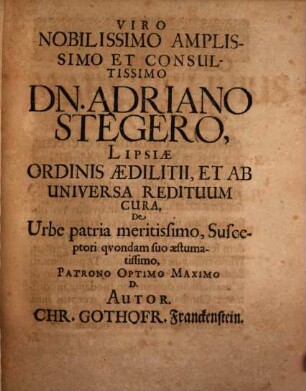 VIRO
NOBILISSIMO AMPLIS-
SIMO ET CONSUL-
TISSIMO
DN. ADRIANO
STEGERO,
LIPSIÆ
ORDINIS ÆDILITII, ET AB
UNIVERSA REDITUUM
CURA,
De
Urbe patria meritissimo, Susce-
ptori qvondam suo æstuma-
tissimo,
PATRONO OPTIMO MAXIMO
D.
AUTOR.
CHR. GOTHOFR. Franckenstein.